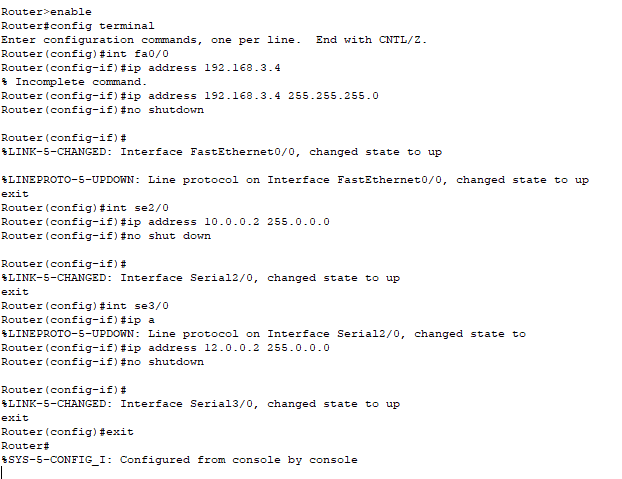 Router>enable
Router#config terminal
Enter configuration commands, one per line.  End with CNTL/Z.
Router(config)#int fa0/0
Router(config-if)#ip address 192.168.3.4
% Incomplete command.
Router(config-if)#ip address 192.168.3.4 255.255.255.0
Router(config-if)#no shutdown
Router(config-if)#
%LINK-5-CHANGED: Interface FastEthernet0/0, changed state to up
%LINEPROTO-5-UPDOWN: Line protocol on Interface FastEthernet0/0, changed state to up
exit
Router(config)#int se2/0
Router(config-if)#ip address 10.0.0.2 255.0.0.0
Router(config-if)#no shut down
Router(config-if)#
%LINK-5-CHANGED: Interface Serial2/0, changed state to up
exit
Router(config)#int se3/0
Router(config-if)#ip a
%LINEPROTO-5-UPDOWN: Line protocol on Interface Serial2/0, changed state to
Router(config-if)#ip address 12.0.0.2 255.0.0.0
Router(config-if)#no shutdown
Router(config-if)#
%LINK-5-CHANGED: Interface Serial3/0, changed state to up
exit
Router(config)#exit
Router#
%SYS-5-CONFIG_I: Configured from console by console